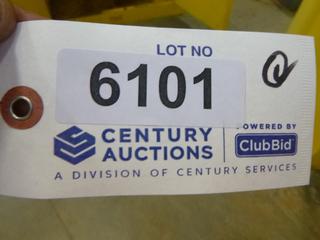 LOT NO
6101
CENTURY
AUCTIONS
POWERED BY
ClubBid
A DIVISION OF CENTURY SERVICES